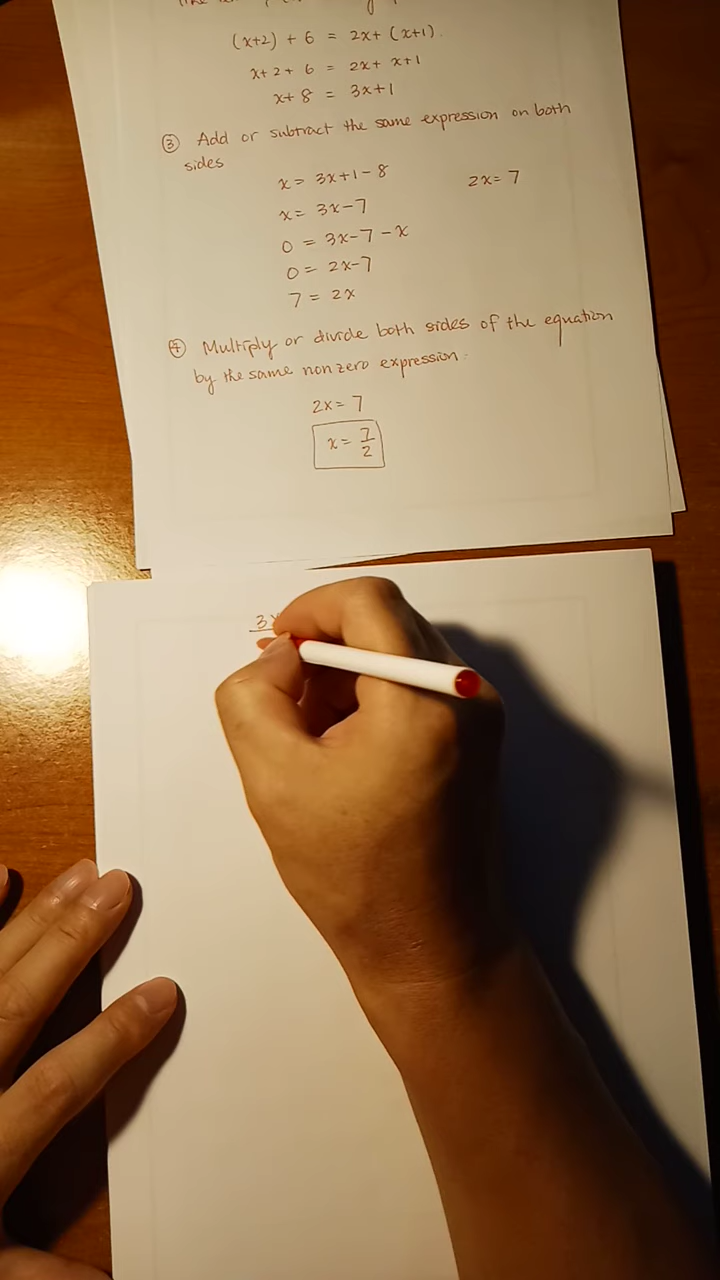 (x+2) + 6 = 2x + (x+1)
x + 2 + 6 = 2x + x+1
x + 8 = 3x+1
③ Add or subtract the same expression on both
sides
x = 3x+1-8
2x = 7
x = 3x-7
0 = 3x-7-x
0 = 2x-7
7 = 2x
④ Multiply or divide both sides of the equation
by the same nonzero expression:
2x = 7
x = 7/2
3